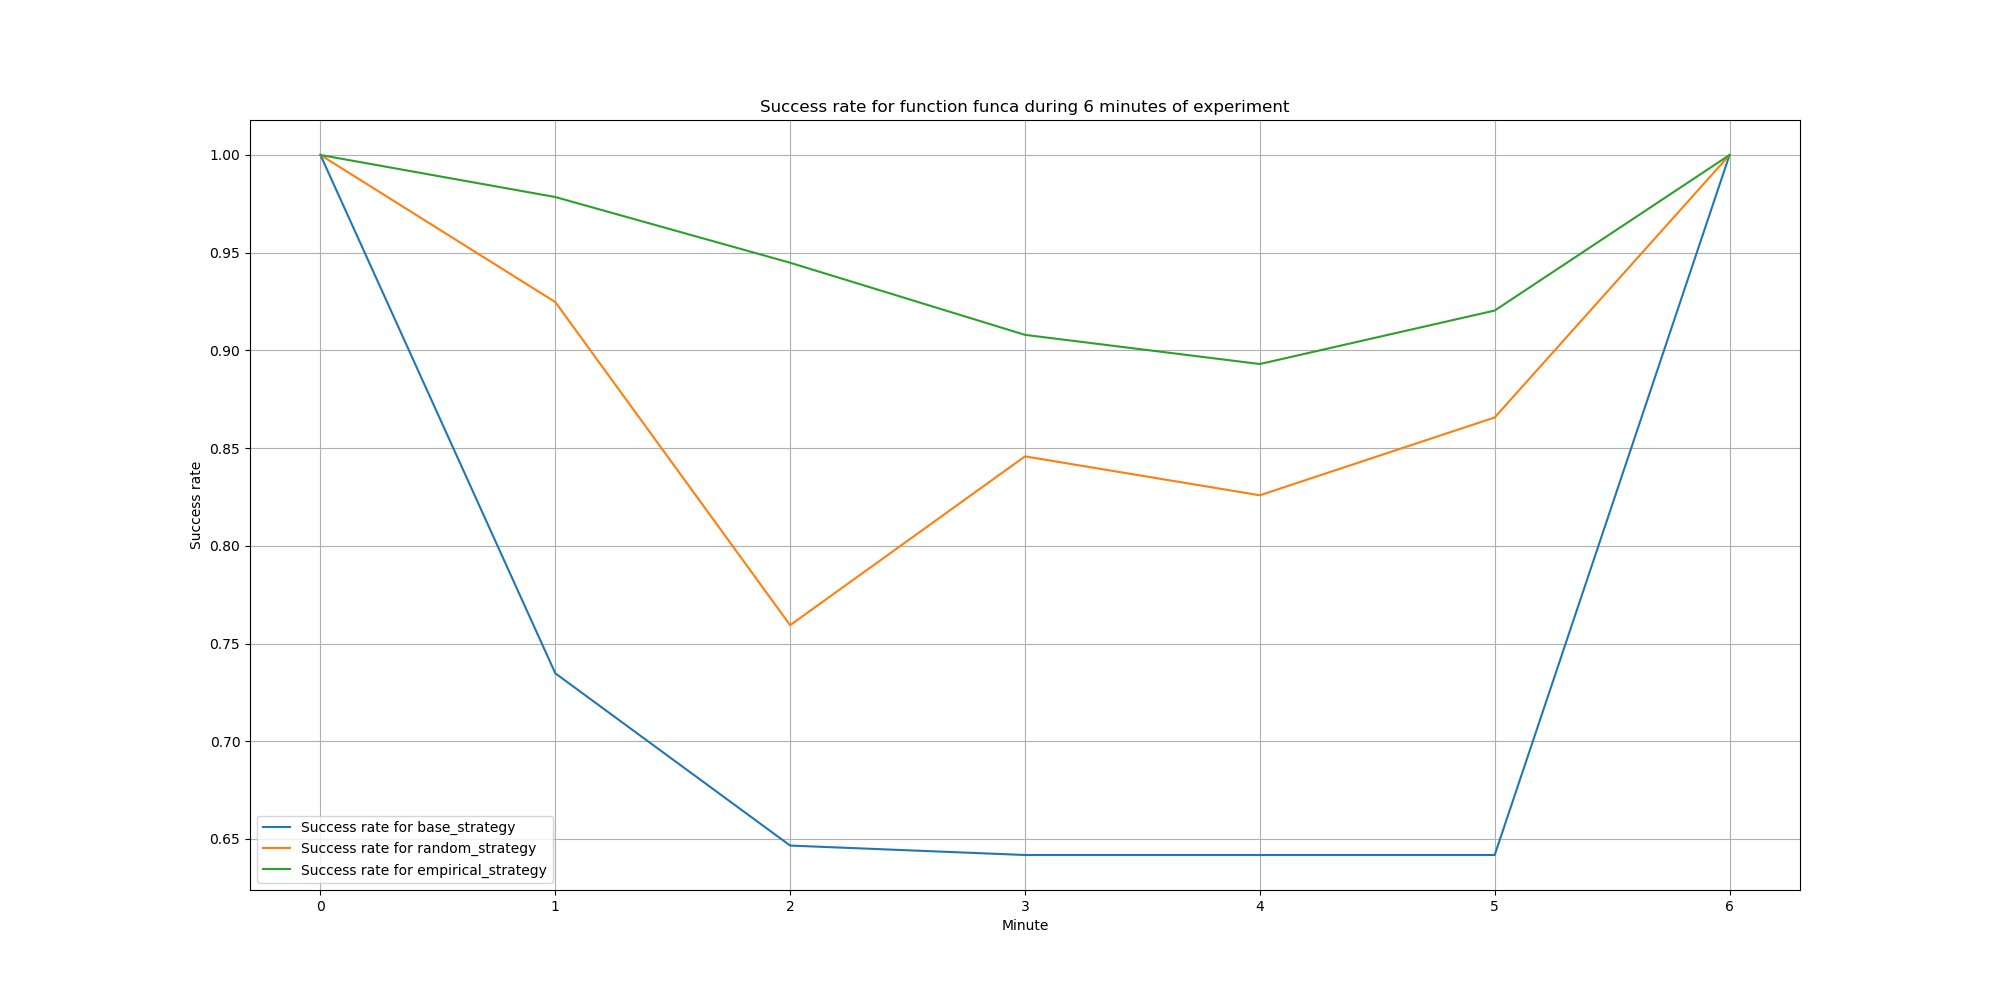 Success rate for function funca during 6 minutes of experiment
1.00
0.95
0.90
0.85
0.80
0.75
0.70
0.65
Success rate
Success rate for base_strategy
Success rate for random_strategy
Success rate for empirical_strategy
0 1 2 3 4 5 6
Minute